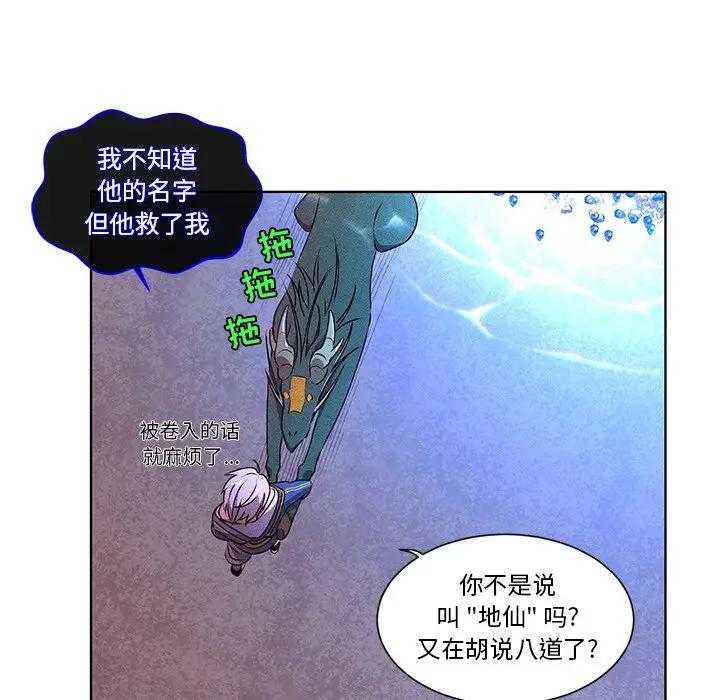 我不知道
他的名字
但他救了我
拖
拖
拖
被卷入的话
就麻烦了...
你不是说
叫 "地仙" 吗?
又在胡说八道了?